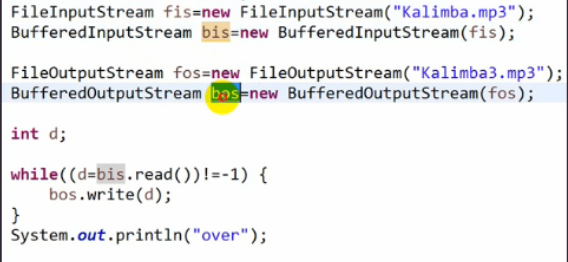 FileInputStream fis=new FileInputStream("Kalimba.mp3");
BufferedInputStream bis=new BufferedInputStream(fis);
FileOutputStream fos=new FileOutputStream("Kalimba3.mp3");
BufferedOutputStream bos=new BufferedOutputStream(fos);
int d;
while((d=bis.read())!=-1) {
bos.write(d);
}
System.out.println("over");